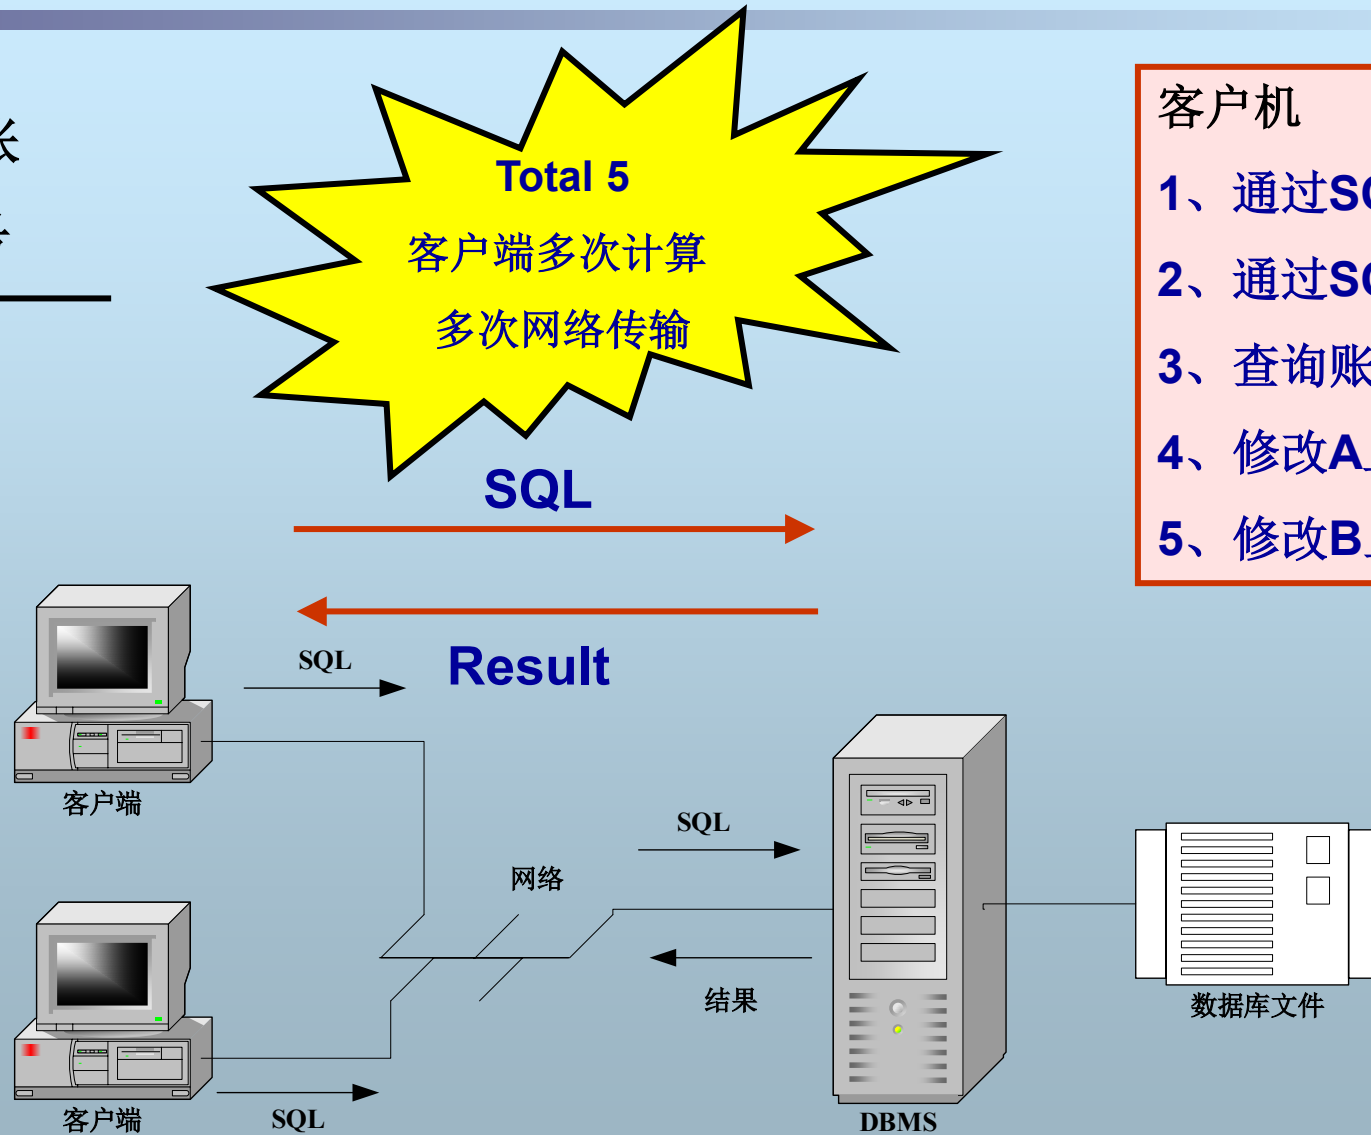 Total 5
客户端多次计算
多次网络传输
SQL
Result
客户机
1、通过S
2、通过S
3、查询账
4、修改A
5、修改B
SQL
客户端
SQL
网络
结果
数据库文件
客户端
SQL
DBMS